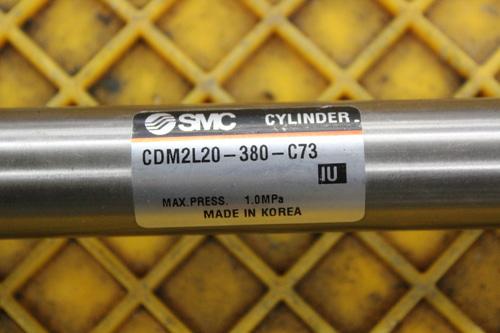 SMC CYLINDER.
CDM2L20-380-C73
IU
MAX.PRESS. 1.0MPa
MADE IN KOREA